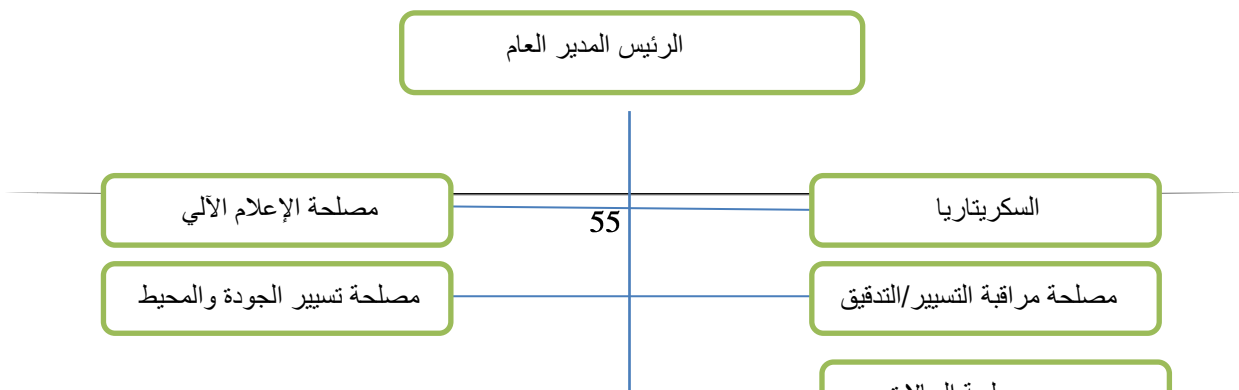 الرئيس المدير العام
السكريتاريا
مصلحة الإعلام الآلي
55
مصلحة مراقبة التسيير/التدقيق
مصلحة تسيير الجودة والمحيط